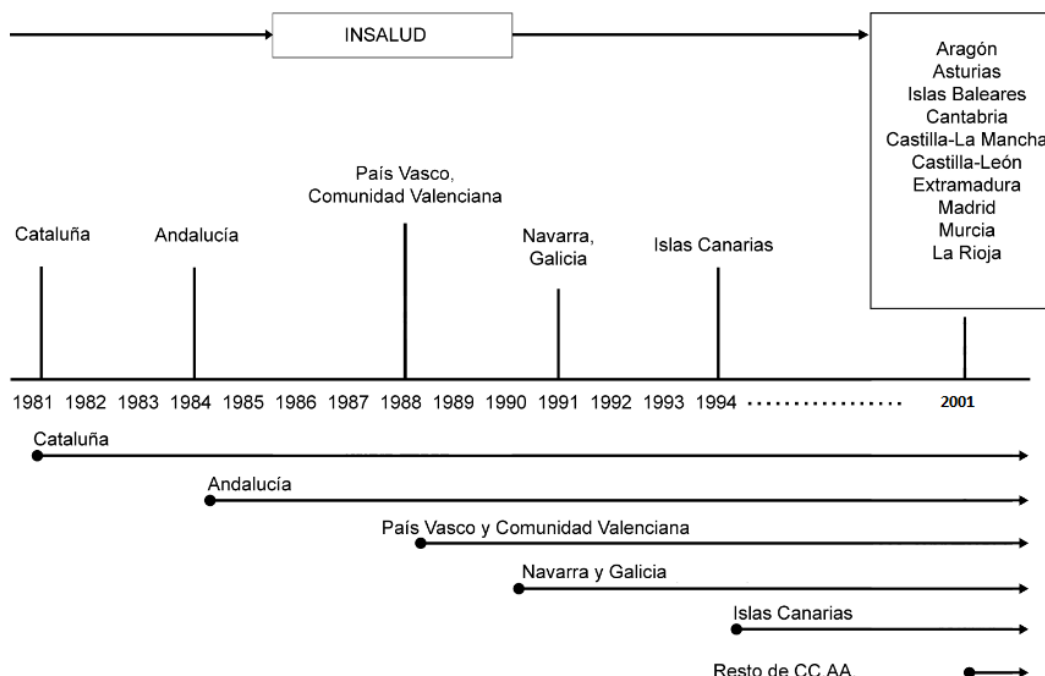 INSALUD
Aragón
Asturias
Islas Baleares
Cantabria
Castilla-La Mancha
Castilla-León
Extramadura
Madrid
Murcia
La Rioja
País Vasco,
Comunidad Valenciana
Cataluña
Andalucía
Navarra,
Galicia
Islas Canarias
1981 1982 1983 1984 1985 1986 1987 1988 1989 1990 1991 1992 1993 1994 2001
Cataluña
Andalucía
País Vasco y Comunidad Valenciana
Navarra y Galicia
Islas Canarias
Resto de CC.AA.